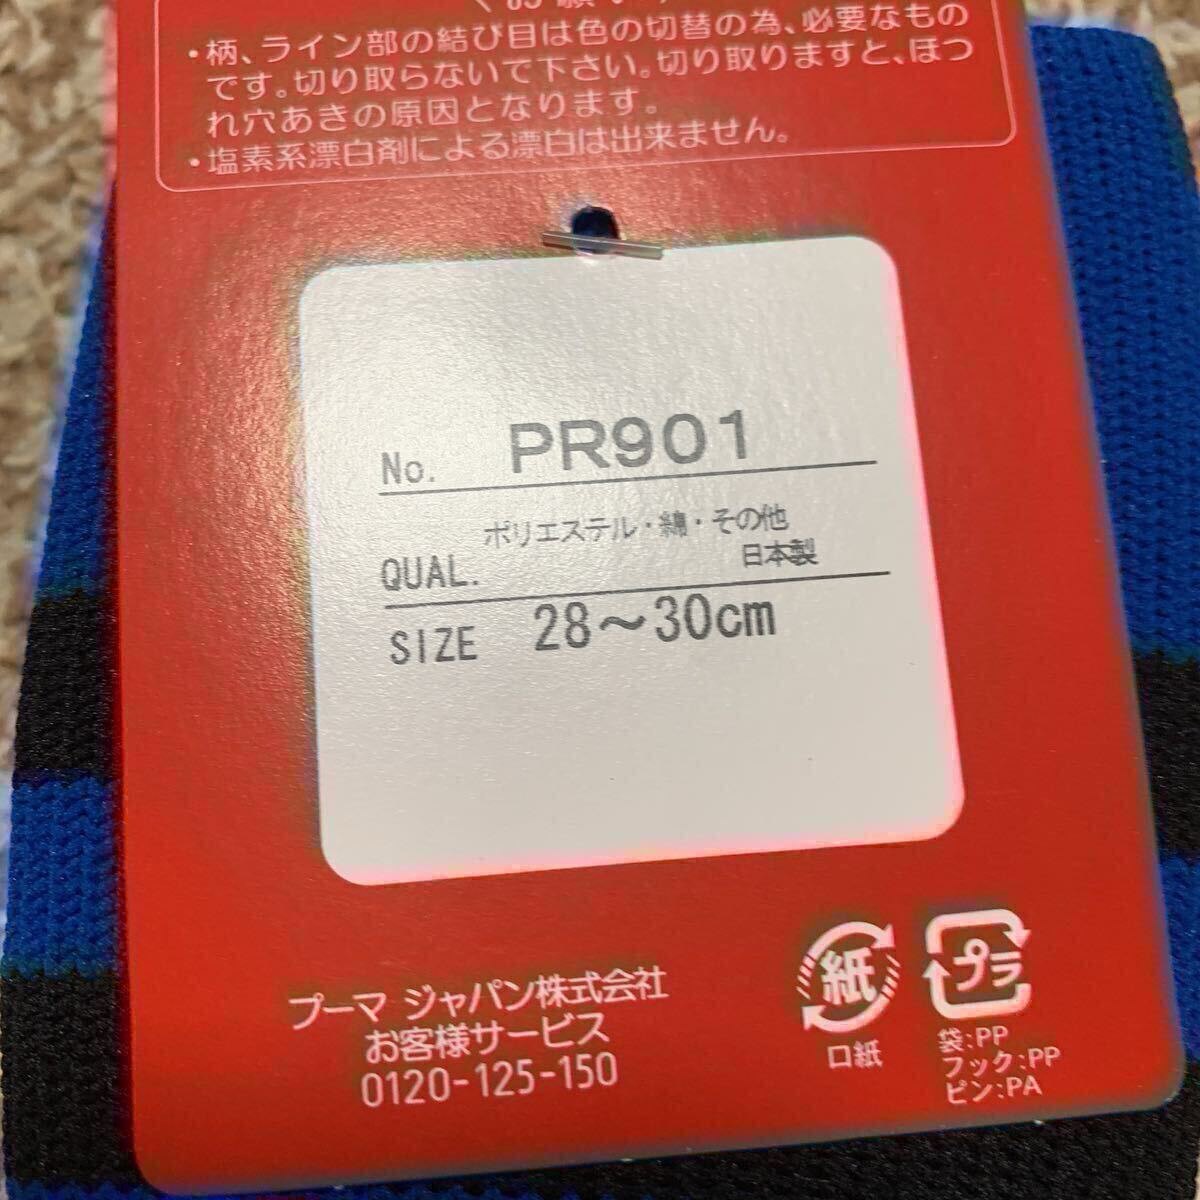 ・柄、ライン部の結び目は色の切替の為、必要なもの
です。切り取らないで下さい。切り取りますと、ほつ
れ穴あきの原因となります。
・塩素系漂白剤による漂白は出来ません。
No. PR901
ポリエステル・綿・その他
QUAL. 日本製
SIZE 28～30cm
プーマ ジャパン株式会社
お客様サービス
0120-125-150
紙
口紙
プラ
袋:PP
フック:PP
ピン:PA